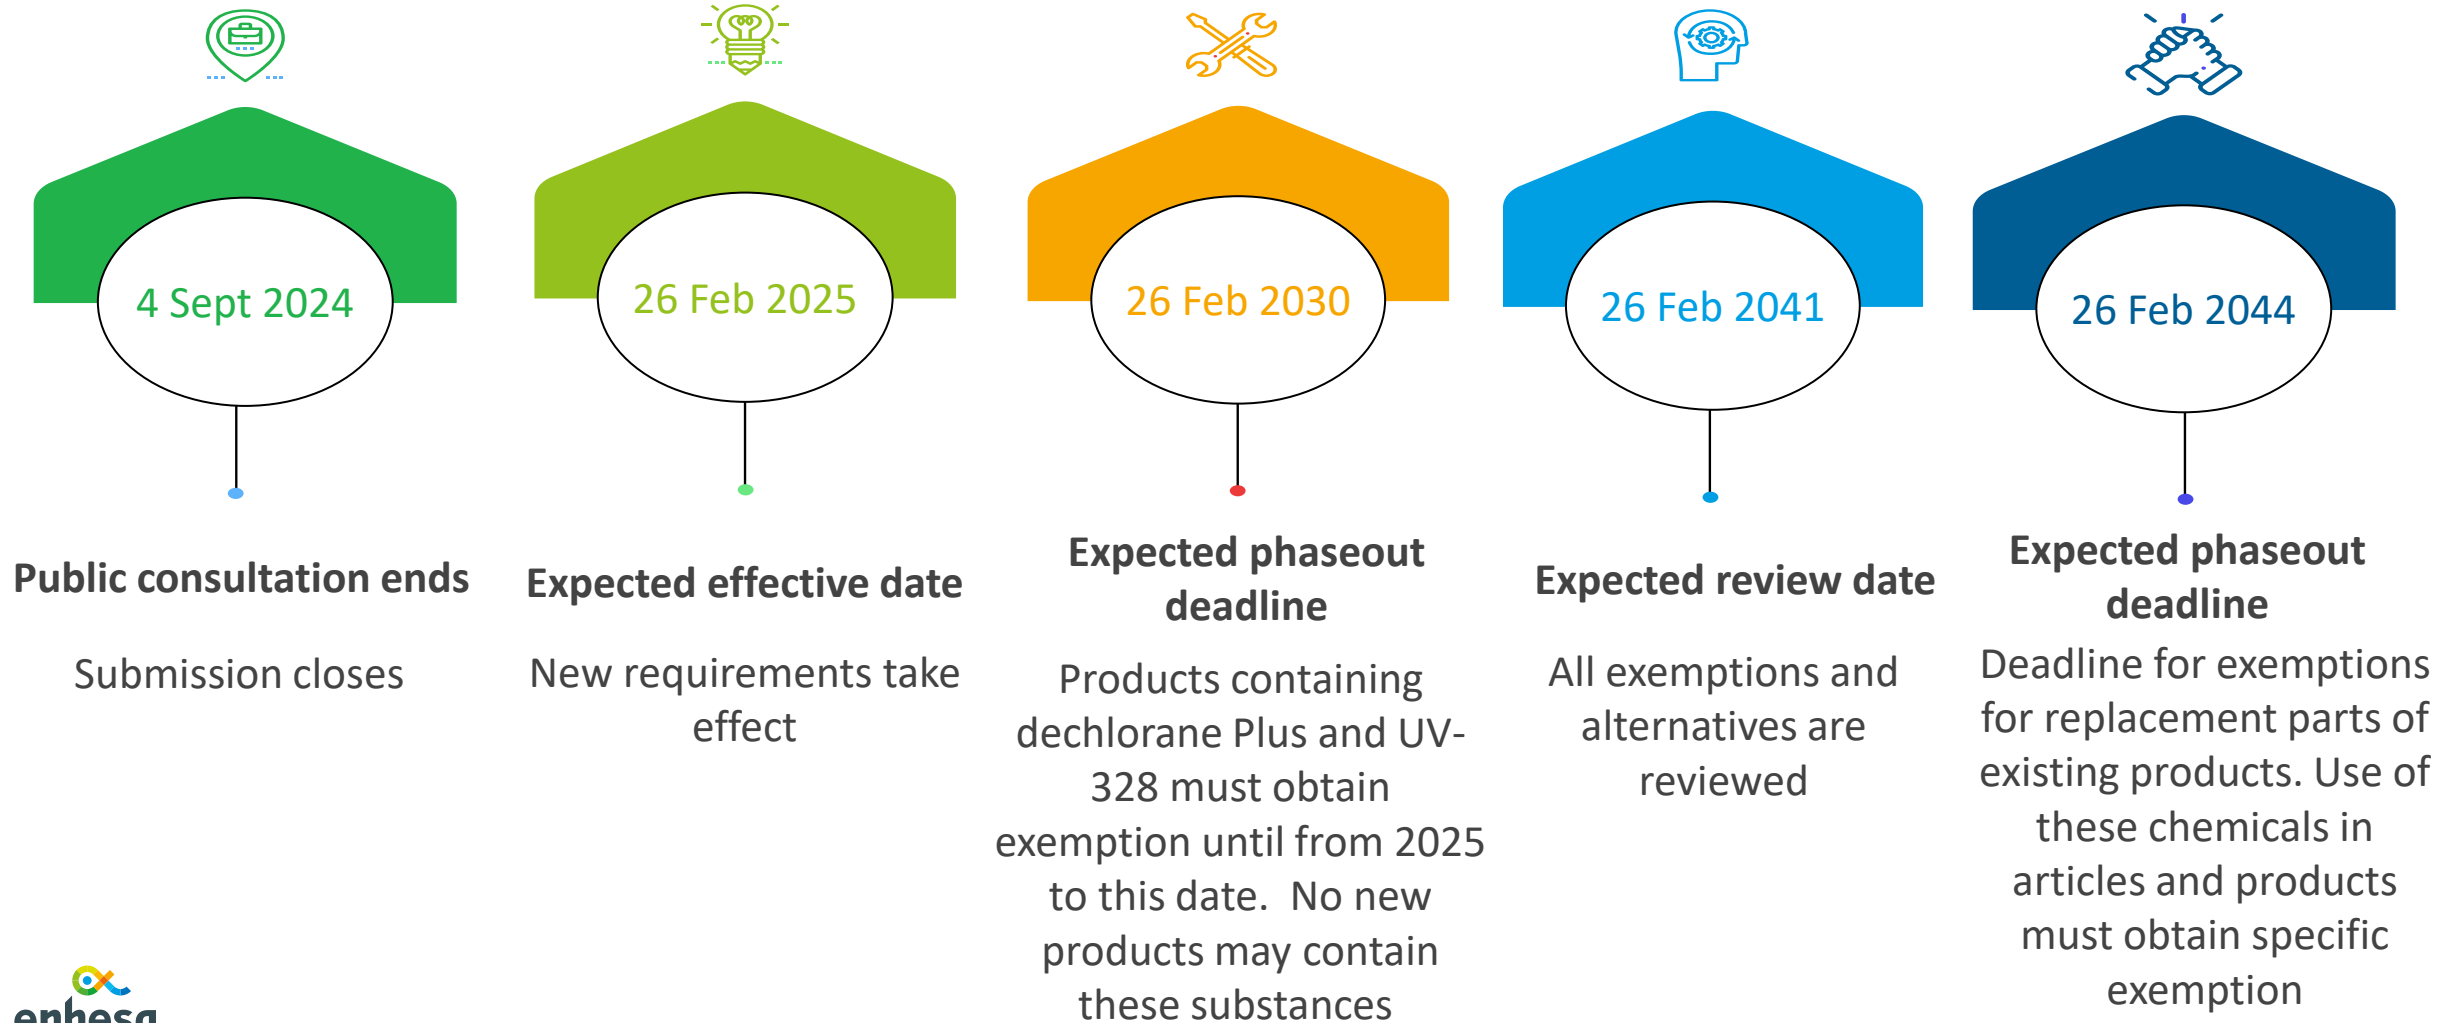 4 Sept 2024
Public consultation ends
Submission closes
26 Feb 2025
Expected effective date
New requirements take
effect
26 Feb 2030
Expected phaseout
deadline
Products containing
dechlorane Plus and UV-
328 must obtain
exemption until from 2025
to this date.  No new
products may contain
these substances
26 Feb 2041
Expected review date
All exemptions and
alternatives are
reviewed
26 Feb 2044
Expected phaseout
deadline
Deadline for exemptions
for replacement parts of
existing products. Use of
these chemicals in
articles and products
must obtain specific
exemption
enhesa